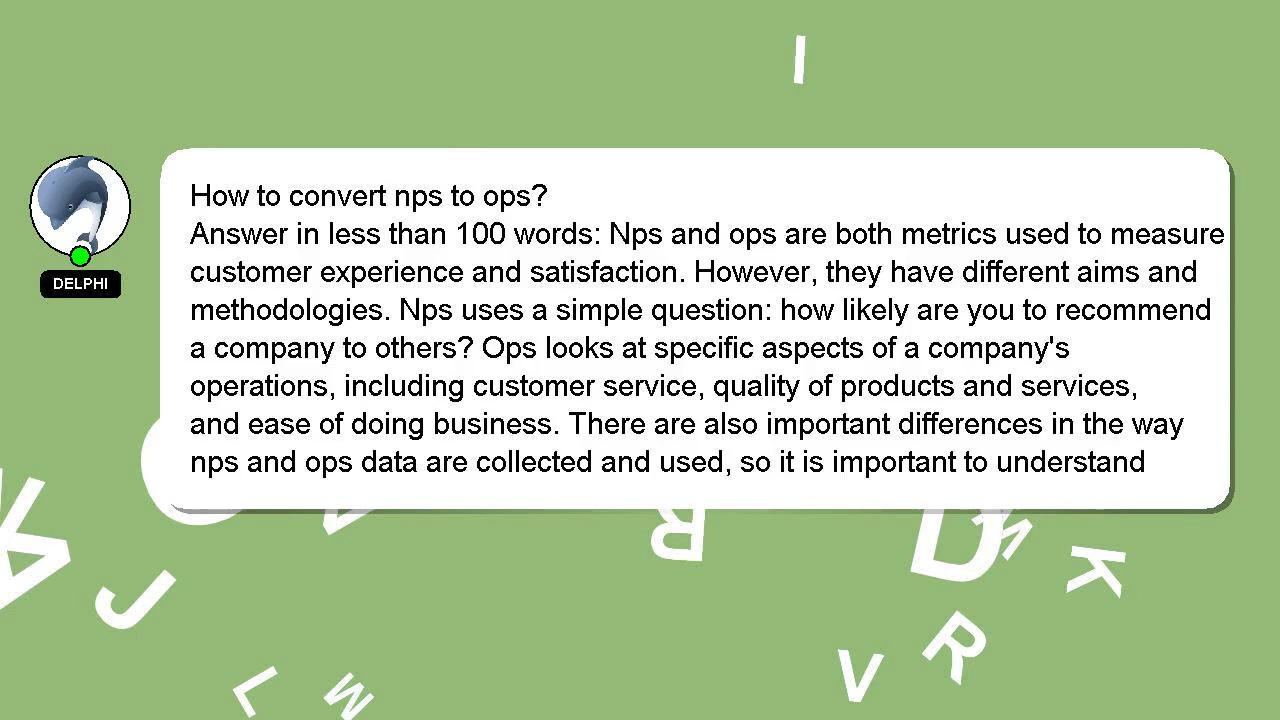 I
DELPHI
How to convert nps to ops?
Answer in less than 100 words: Nps and ops are both metrics used to measure
customer experience and satisfaction. However, they have different aims and
methodologies. Nps uses a simple question: how likely are you to recommend
a company to others? Ops looks at specific aspects of a company's
operations, including customer service, quality of products and services,
and ease of doing business. There are also important differences in the way
nps and ops data are collected and used, so it is important to understand
R
D
K
J
R
V
L
W